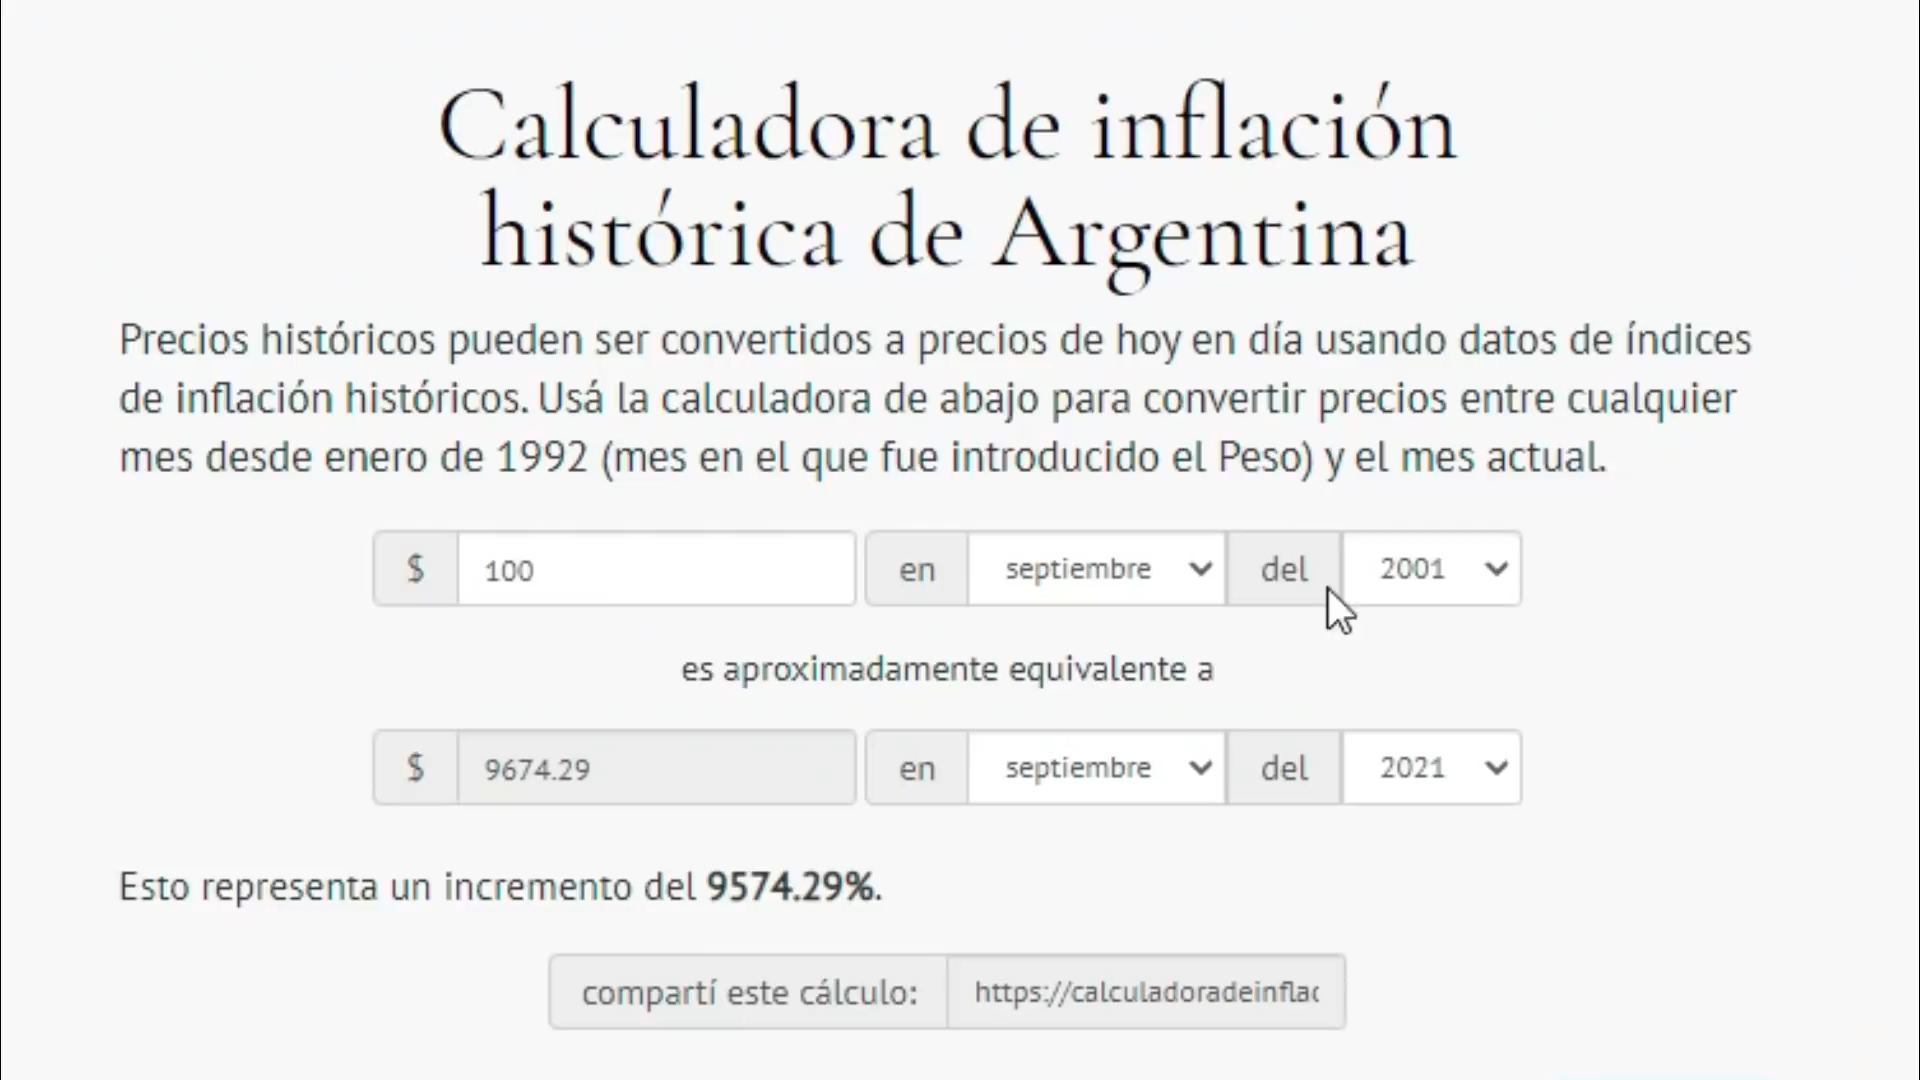 Calculadora de inflación
histórica de Argentina
Precios históricos pueden ser convertidos a precios de hoy en día usando datos de índices
de inflación históricos. Usá la calculadora de abajo para convertir precios entre cualquier
mes desde enero de 1992 (mes en el que fue introducido el Peso) y el mes actual.
$ 100 en septiembre del 2001
es aproximadamente equivalente a
$ 9674.29 en septiembre del 2021
Esto representa un incremento del 9574.29%.
compartí este cálculo: https://calculadoradeinflac